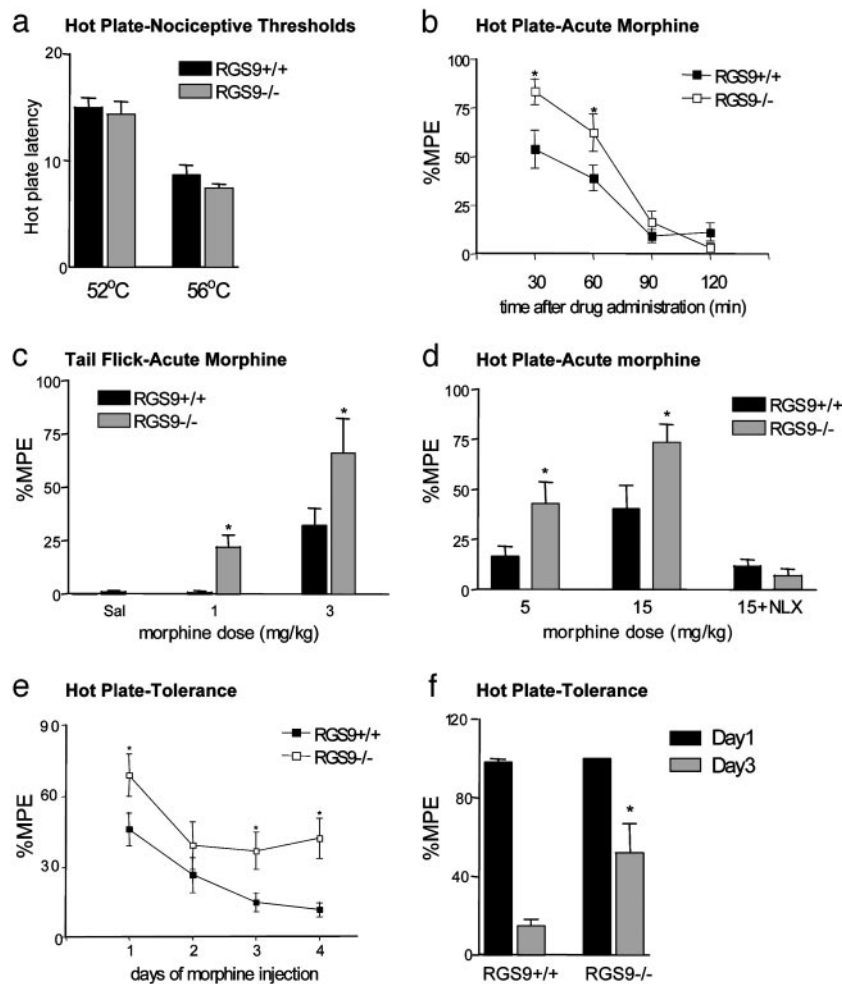 a Hot Plate-Nociceptive Thresholds
20
10
0
Hot plate latency
RGS9+/+
RGS9-/-
52°C 56°C
b Hot Plate-Acute Morphine
75
50
25
0
%MPE
RGS9+/+
RGS9-/-
*
*
30 60 90 120
time after drug administration (min)
c Tail Flick-Acute Morphine
100
75
50
25
0
%MPE
RGS9+/+
RGS9-/-
*
*
Sal 1 3
morphine dose (mg/kg)
d Hot Plate-Acute morphine
100
75
50
25
0
%MPE
RGS9+/+
RGS9-/-
*
*
5 15 15+NLX
morphine dose (mg/kg)
e Hot Plate-Tolerance
90
60
30
0
%MPE
RGS9+/+
RGS9-/-
*
*
*
1 2 3 4
days of morphine injection
f Hot Plate-Tolerance
120
80
40
0
%MPE
Day1
Day3
*
RGS9+/+ RGS9-/-